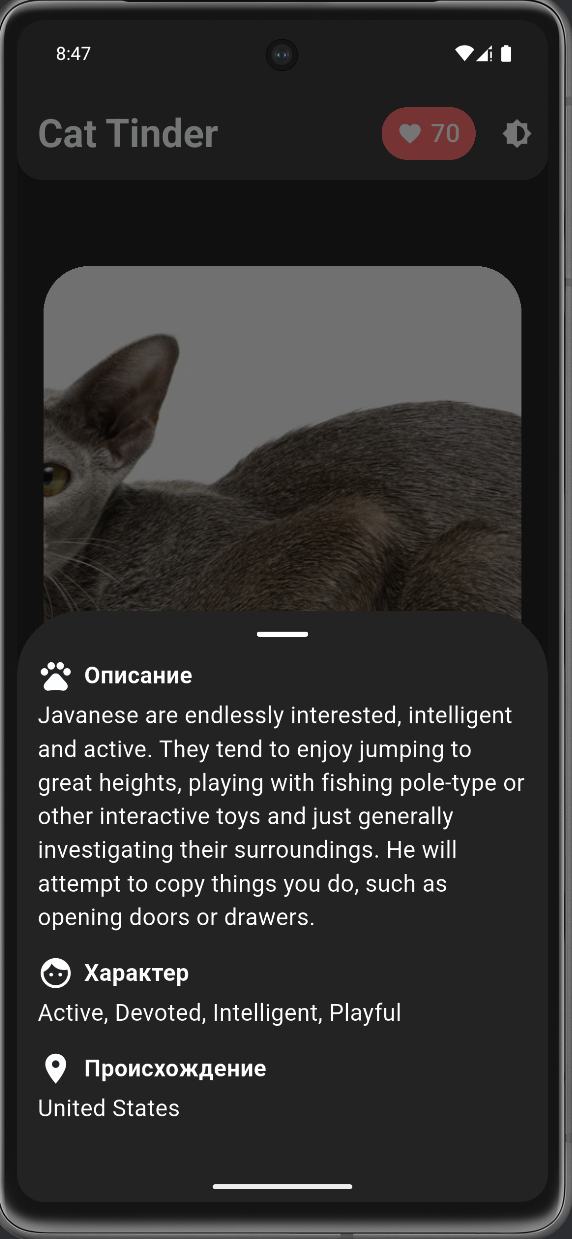 8:47
Cat Tinder
70
Описание
Javanese are endlessly interested, intelligent
and active. They tend to enjoy jumping to
great heights, playing with fishing pole-type or
other interactive toys and just generally
investigating their surroundings. He will
attempt to copy things you do, such as
opening doors or drawers.
Характер
Active, Devoted, Intelligent, Playful
Происхождение
United States